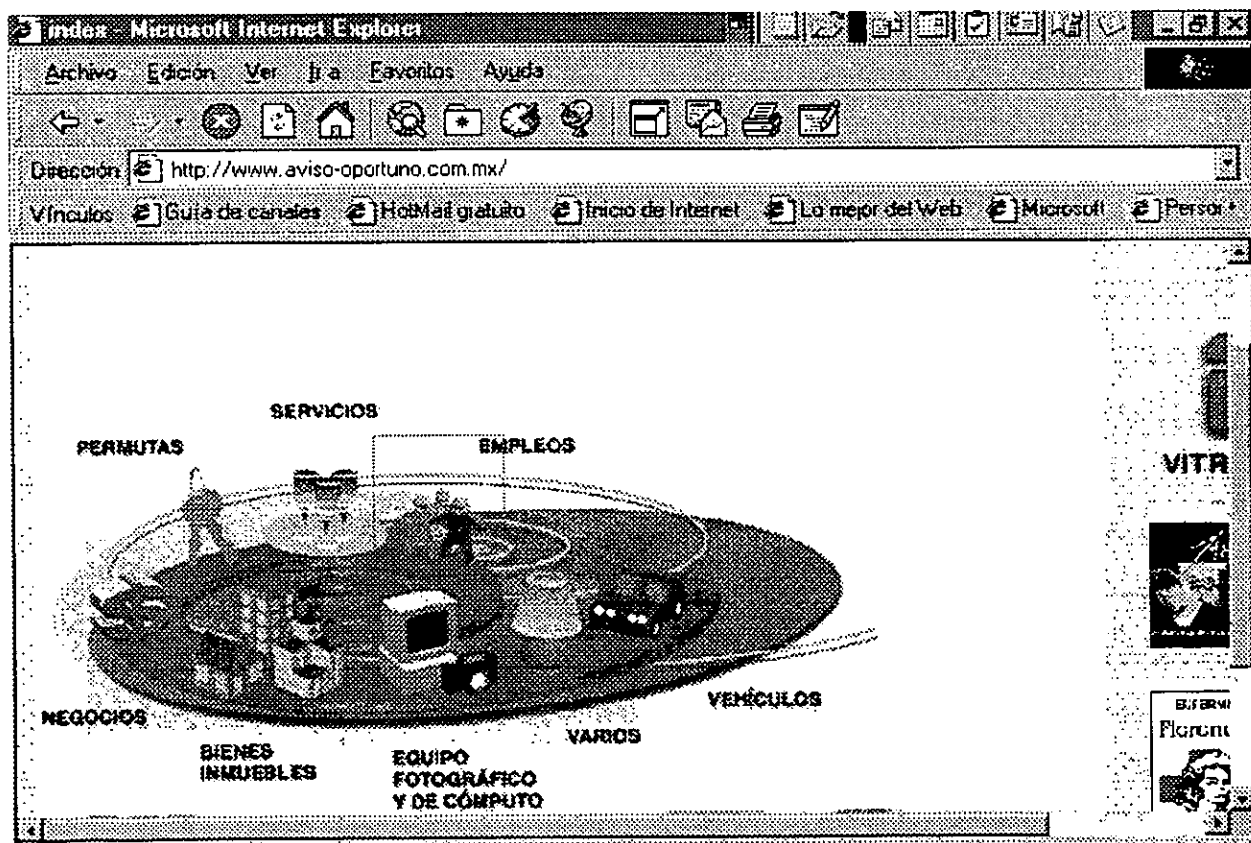 index - Microsoft Internet Explorer
Archivo Edición Ver Ir a Favoritos Ayuda
Dirección http://www.aviso-oportuno.com.mx/
Vínculos Guía de canales HotMail gratuito Inicio de Internet Lo mejor del Web Microsoft Persor
SERVICIOS
PERMUTAS
EMPLEOS
VITR
VEHÍCULOS
NEGOCIOS
VARIOS
BIENES
INMUEBLES
EQUIPO
FOTOGRÁFICO
Y DE CÓMPUTO